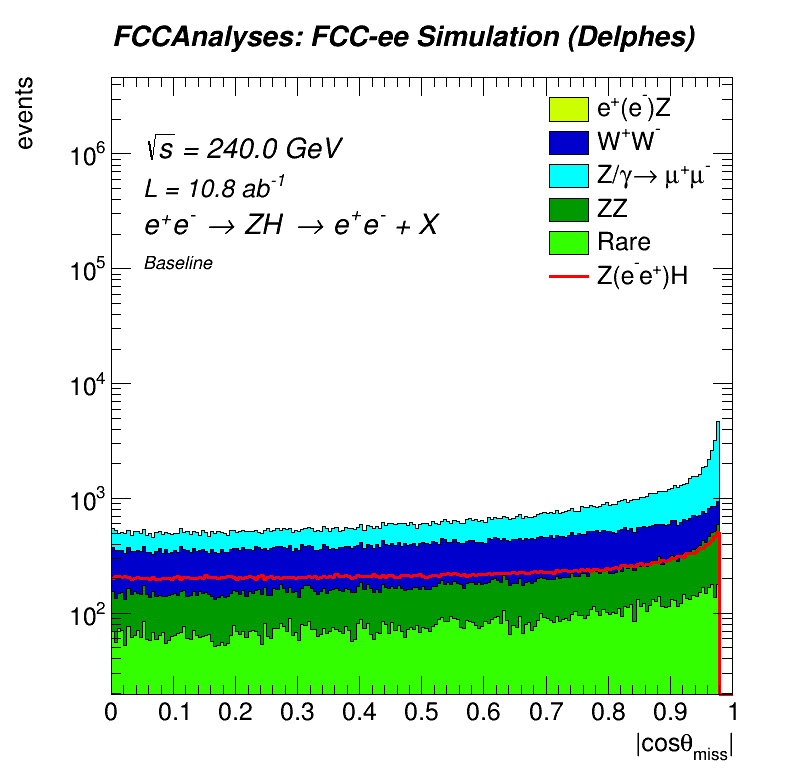 FCCAnalyses: FCC-ee Simulation (Delphes)
events
√s = 240.0 GeV
L = 10.8 ab⁻¹
e⁺e⁻ → ZH → e⁺e⁻ + X
Baseline
e⁺(e⁻)Z
W⁺W⁻
Z/γ→ μ⁺μ⁻
ZZ
Rare
Z(e⁻e⁺)H
10⁶
10⁵
10⁴
10³
10²
0 0.1 0.2 0.3 0.4 0.5 0.6 0.7 0.8 0.9 1
|cosθ_miss|